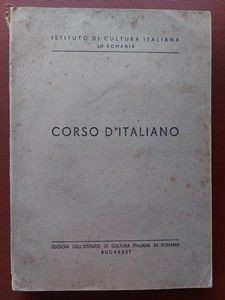 ISTITUTO DI CULTURA ITALIANA
IN ROMANIA
CORSO D'ITALIANO
EDIZIONI DELL'ISTITUTO DI CULTURA ITALIANA IN ROMANIA
BUCAREST